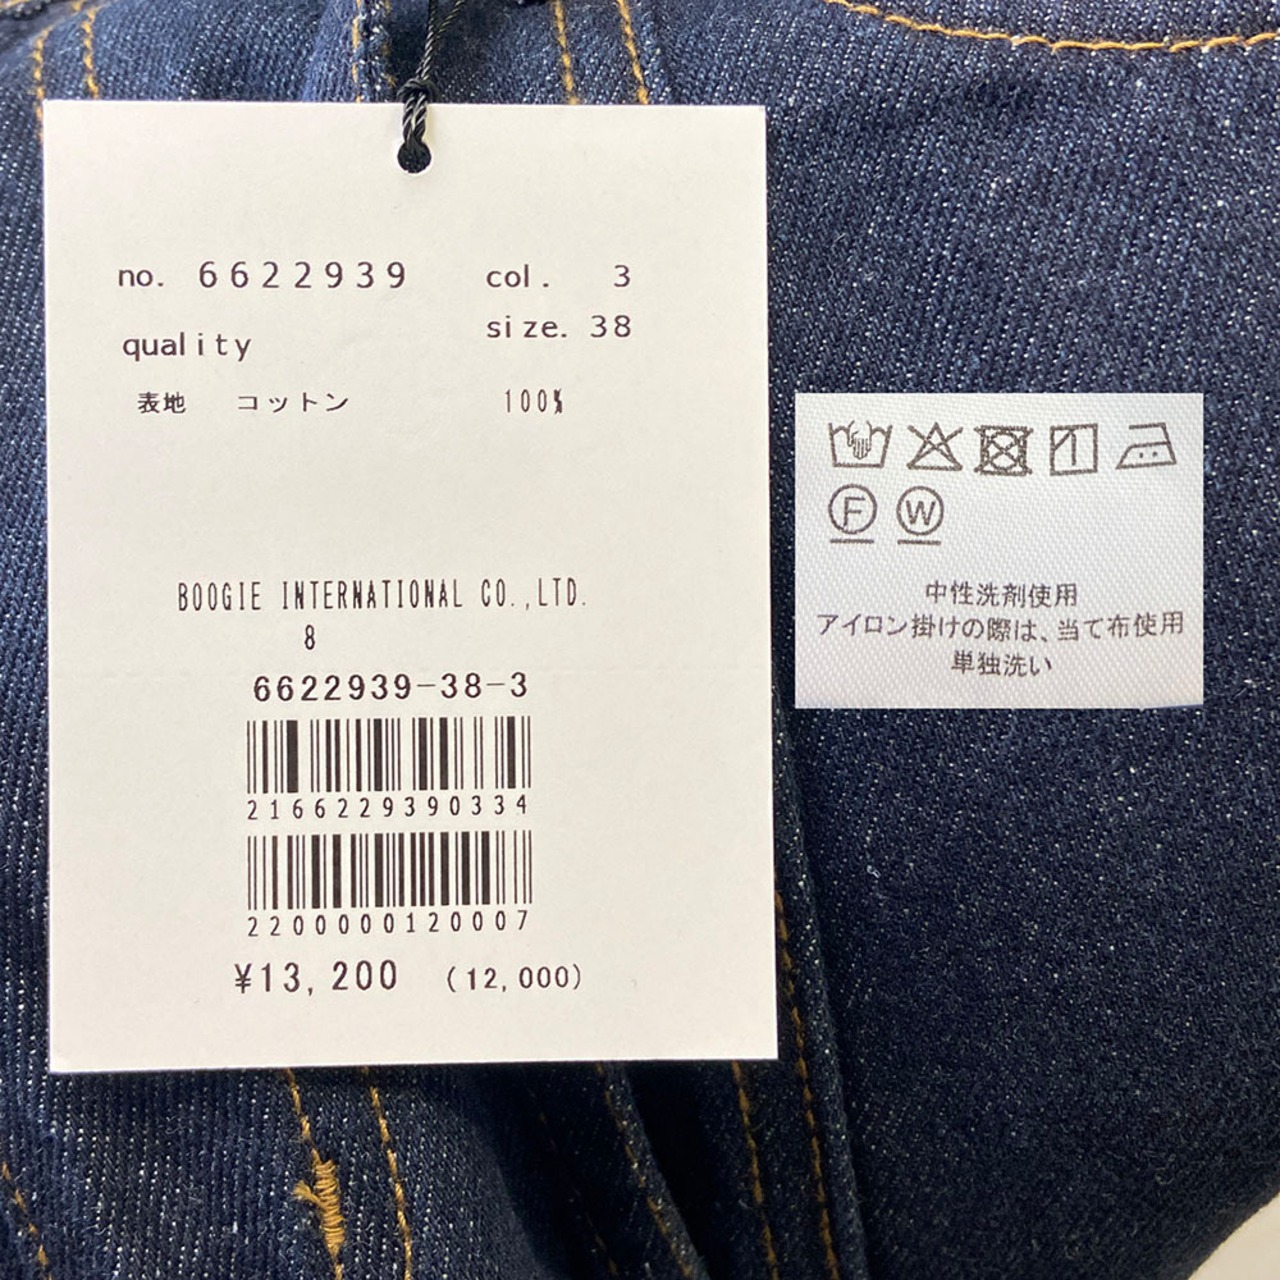 no. 6622939 col. 3
size. 38
quality
表地 コットン 100%
BOOGIE INTERNATIONAL CO.,LTD.
8
6622939-38-3
2166229390334
2200000120007
¥13,200 (12,000)
F W
中性洗剤使用
アイロン掛けの際は、当て布使用
単独洗い